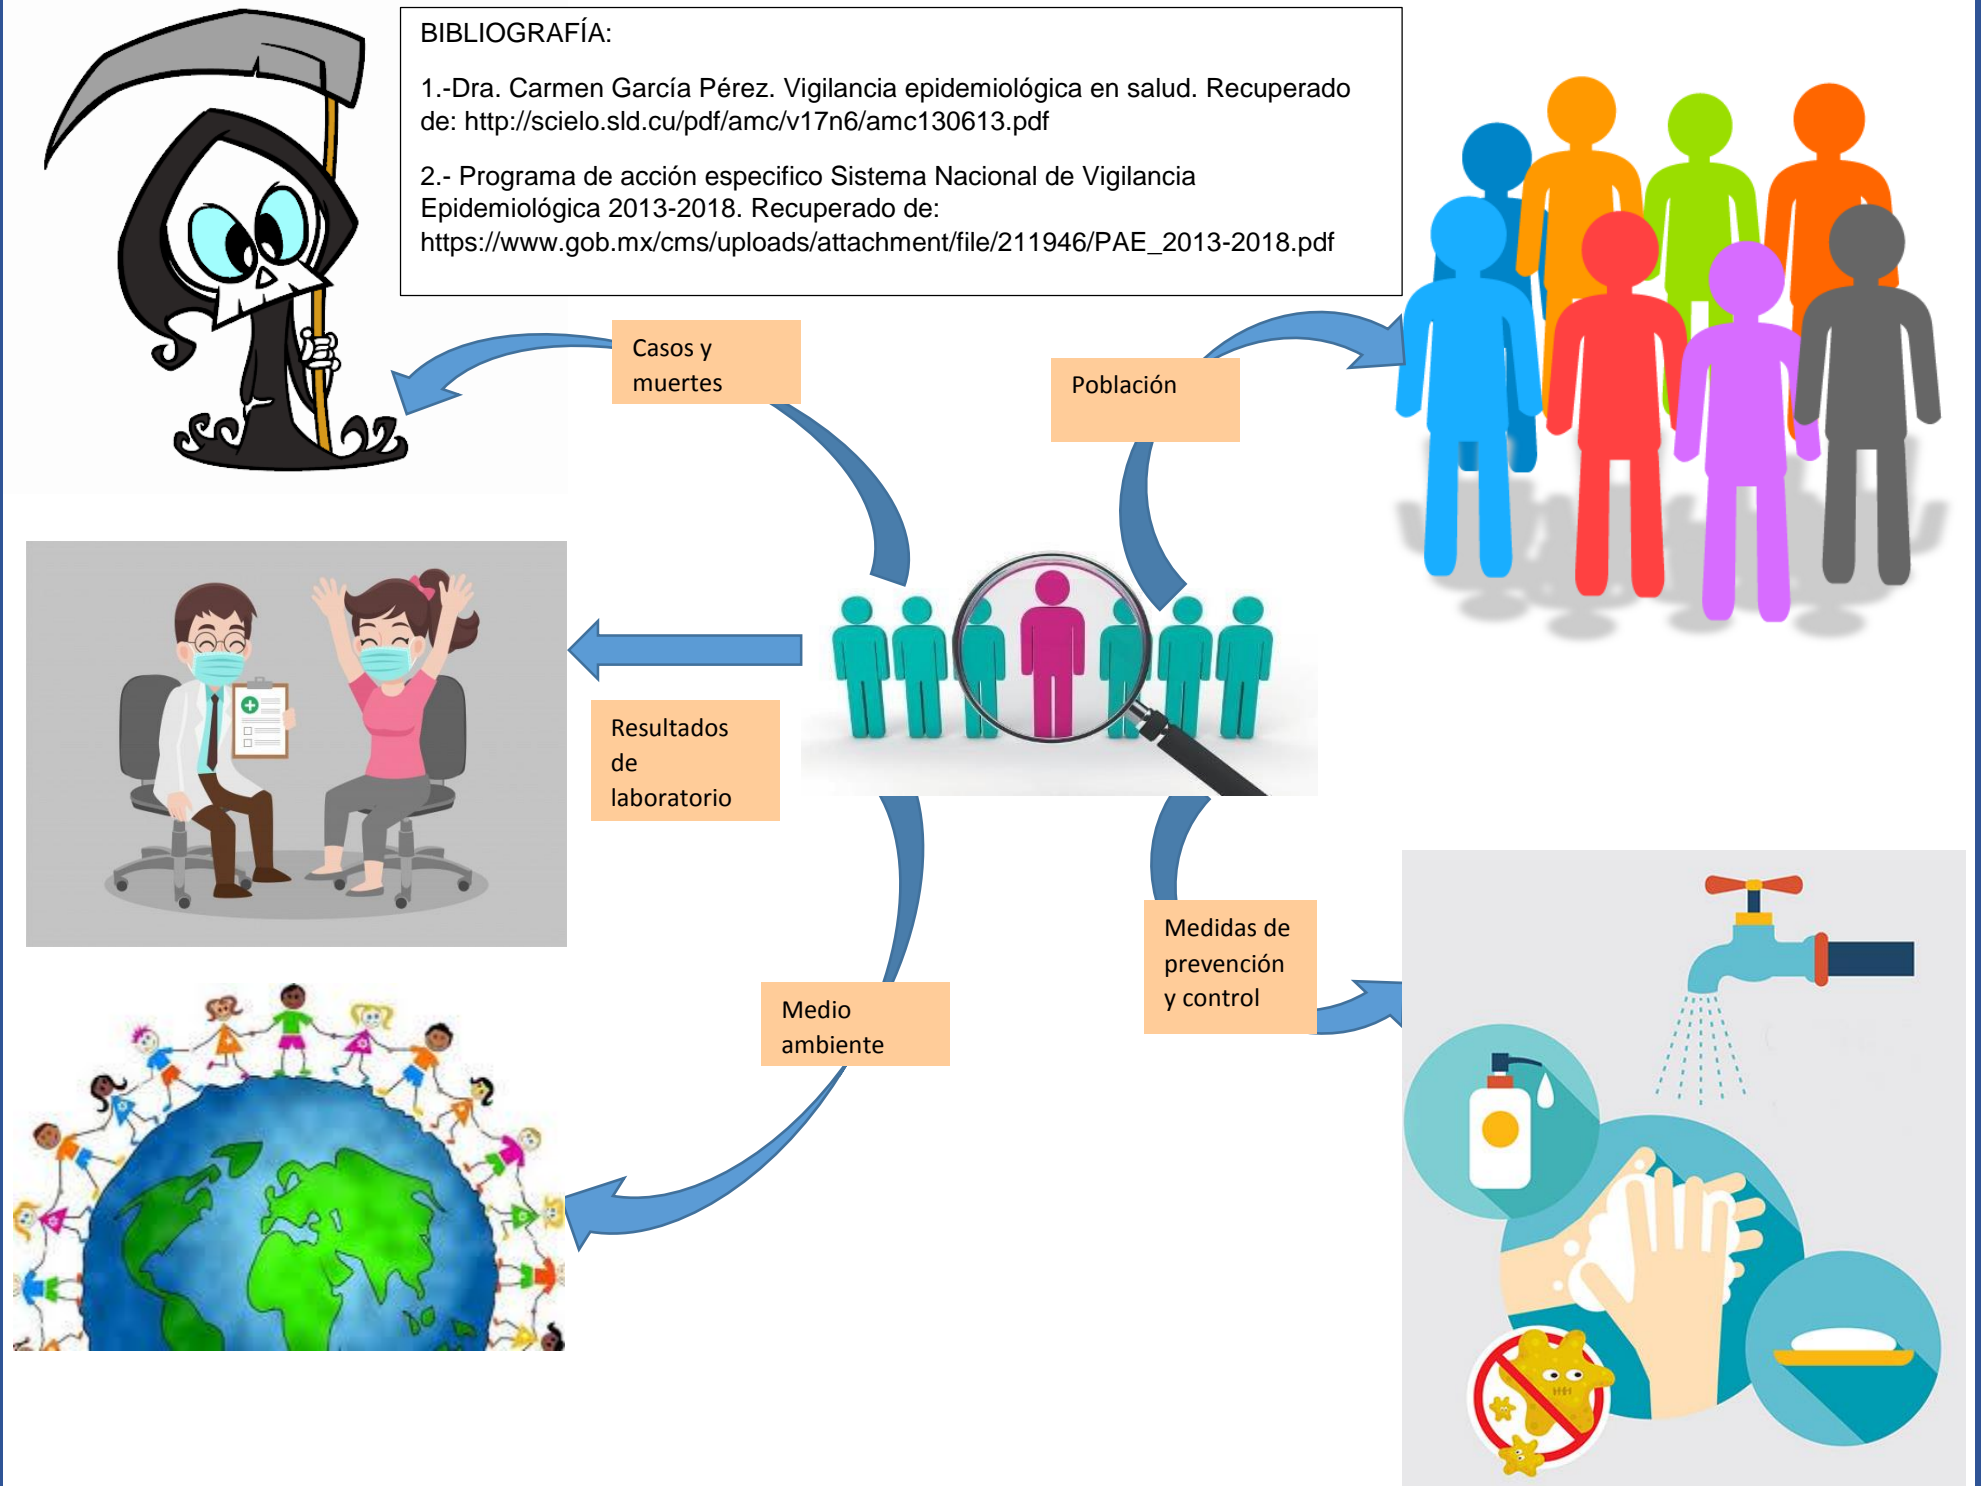 BIBLIOGRAFÍA:
1.-Dra. Carmen García Pérez. Vigilancia epidemiológica en salud. Recuperado
de: http://scielo.sld.cu/pdf/amc/v17n6/amc130613.pdf
2.- Programa de acción especifico Sistema Nacional de Vigilancia
Epidemiológica 2013-2018. Recuperado de:
https://www.gob.mx/cms/uploads/attachment/file/211946/PAE_2013-2018.pdf
Casos y
muertes
Población
Resultados
de
laboratorio
Medidas de
prevención
y control
Medio
ambiente